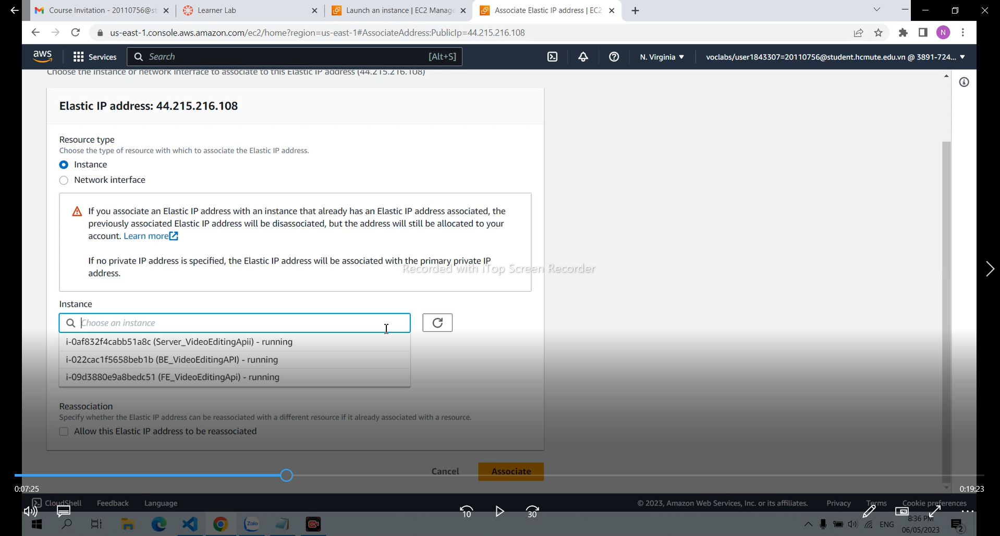 Course Invitation - 20110756@st
Learner Lab
Launch an instance | EC2 Manage
Associate Elastic IP address | EC2
us-east-1.console.aws.amazon.com/ec2/home?region=us-east-1#AssociateAddress:PublicIp=44.215.216.108
N
aws
Services
Search
[Alt+S]
N. Virginia
voclabs/user1843307=20110756@student.hcmute.edu.vn @ 3891-724...
Choose the instance or network interface to associate to this Elastic IP address (44.215.216.108)
Elastic IP address: 44.215.216.108
Resource type
Choose the type of resource with which to associate the Elastic IP address.
Instance
Network interface
If you associate an Elastic IP address with an instance that already has an Elastic IP address associated, the
previously associated Elastic IP address will be disassociated, but the address will still be allocated to your
account. Learn more
If no private IP address is specified, the Elastic IP address will be associated with the primary private IP
address.
Recorded with iTop Screen Recorder
Instance
Choose an instance
i-0af832f4cabb51a8c (Server_VideoEditingApii) - running
i-022cac1f5658beb1b (BE_VideoEditingAPI) - running
i-09d3880e9a8bedc51 (FE_VideoEditingApi) - running
Reassociation
Specify whether the Elastic IP address can be reassociated with a different resource if it already associated with a resource.
Allow this Elastic IP address to be reassociated
Cancel
Associate
0:07:25
0:19:23
CloudShell
Feedback
Language
© 2023, Amazon Web Services, Inc. or its affiliates.
Privacy
Terms
Cookie preferences
10
30
Zalo
ENG
8:36 PM
06/05/2023
2